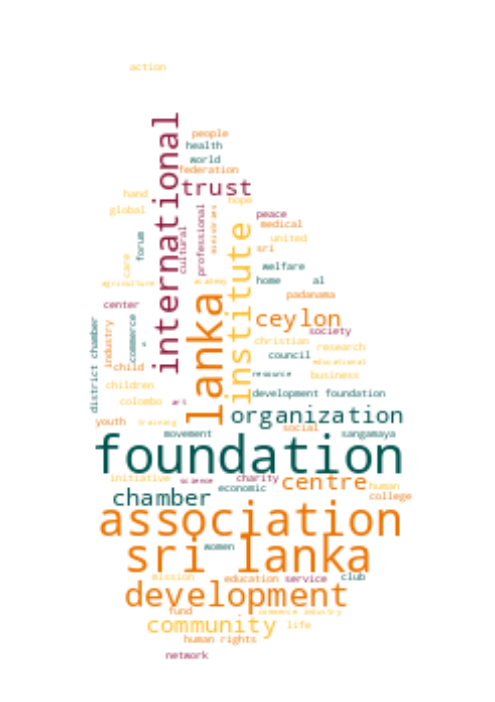 action
international
people
health
world
federation
trust
hand
hope
global
professional
peace
medical
cultural
forum
united
institute
sri
care
welfare
agriculture
academy
home
al
padanama
center
lanka
ceylon
commerce
industry
society
district chamber
christian
research
council
child
educational
resource
business
children
development foundation
colombo
art
organization
youth
training
social
movement
sangamaya
foundation
initiative
science
charity
centre
human
economic
chamber
college
association
women
sri lanka
mission
education
service
club
development
fund
community
life
human rights
network